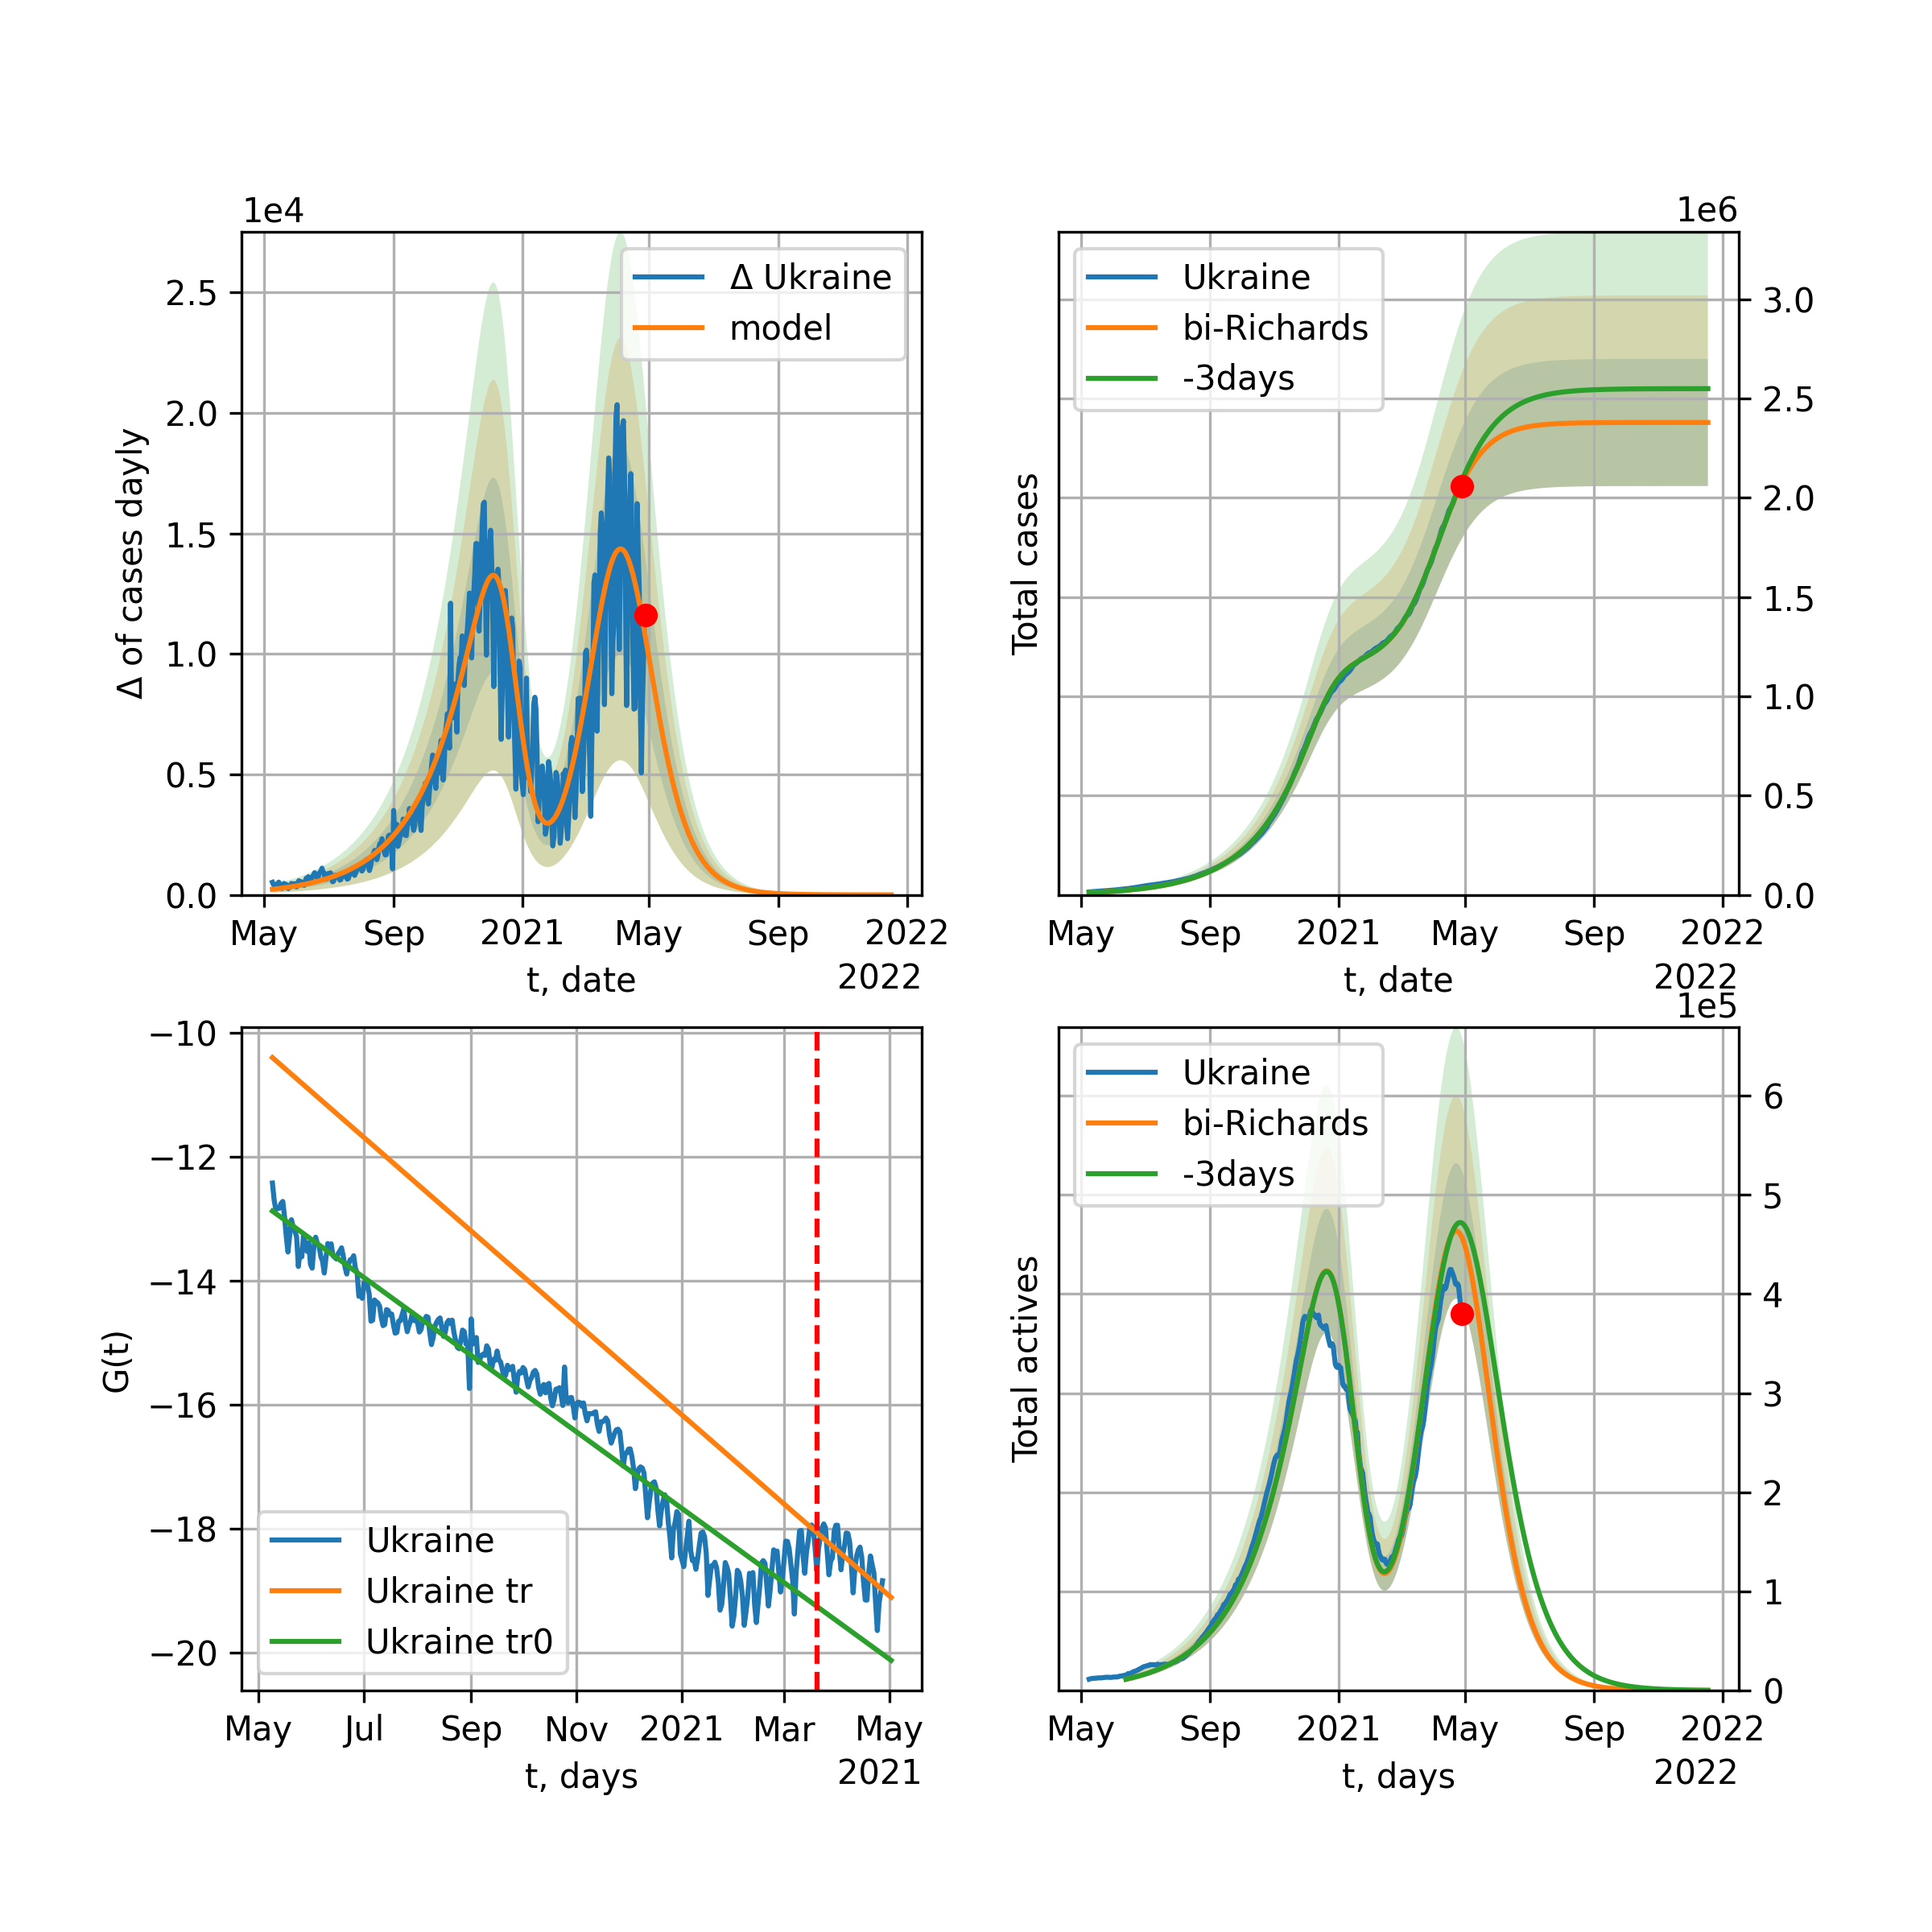 1e4
Δ of cases dayly
2.5
2.0
1.5
1.0
0.5
0.0
Δ Ukraine
model
May Sep 2021 May Sep 2022
t, date
2022
1e6
Total cases
Ukraine
bi-Richards
-3days
3.0
2.5
2.0
1.5
1.0
0.5
0.0
May Sep 2021 May Sep 2022
t, date
2022
G(t)
−10
−12
−14
−16
−18
−20
Ukraine
Ukraine tr
Ukraine tr0
May Jul Sep Nov 2021 Mar May
t, days
2021
1e5
Total actives
Ukraine
bi-Richards
-3days
6
5
4
3
2
1
0
May Sep 2021 May Sep 2022
t, days
2022